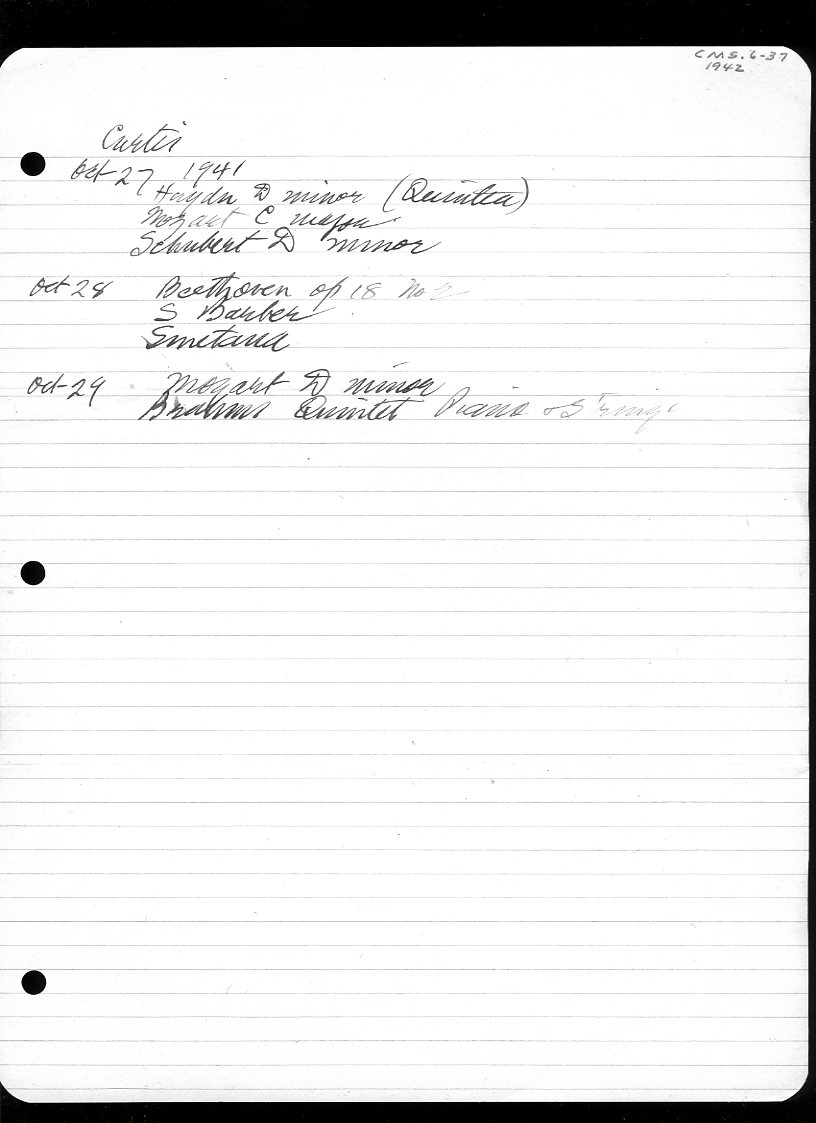 CMS. 6-37
1942
Curtis
Oct-27 1941
Haydn D minor (Quinten)
Mozart C major
Schubert D minor
Oct 28 Beethoven op 18 No 2
S Barber
Smetana
Oct-29 Mozart D minor
Brahms Quintet Piano & Strings